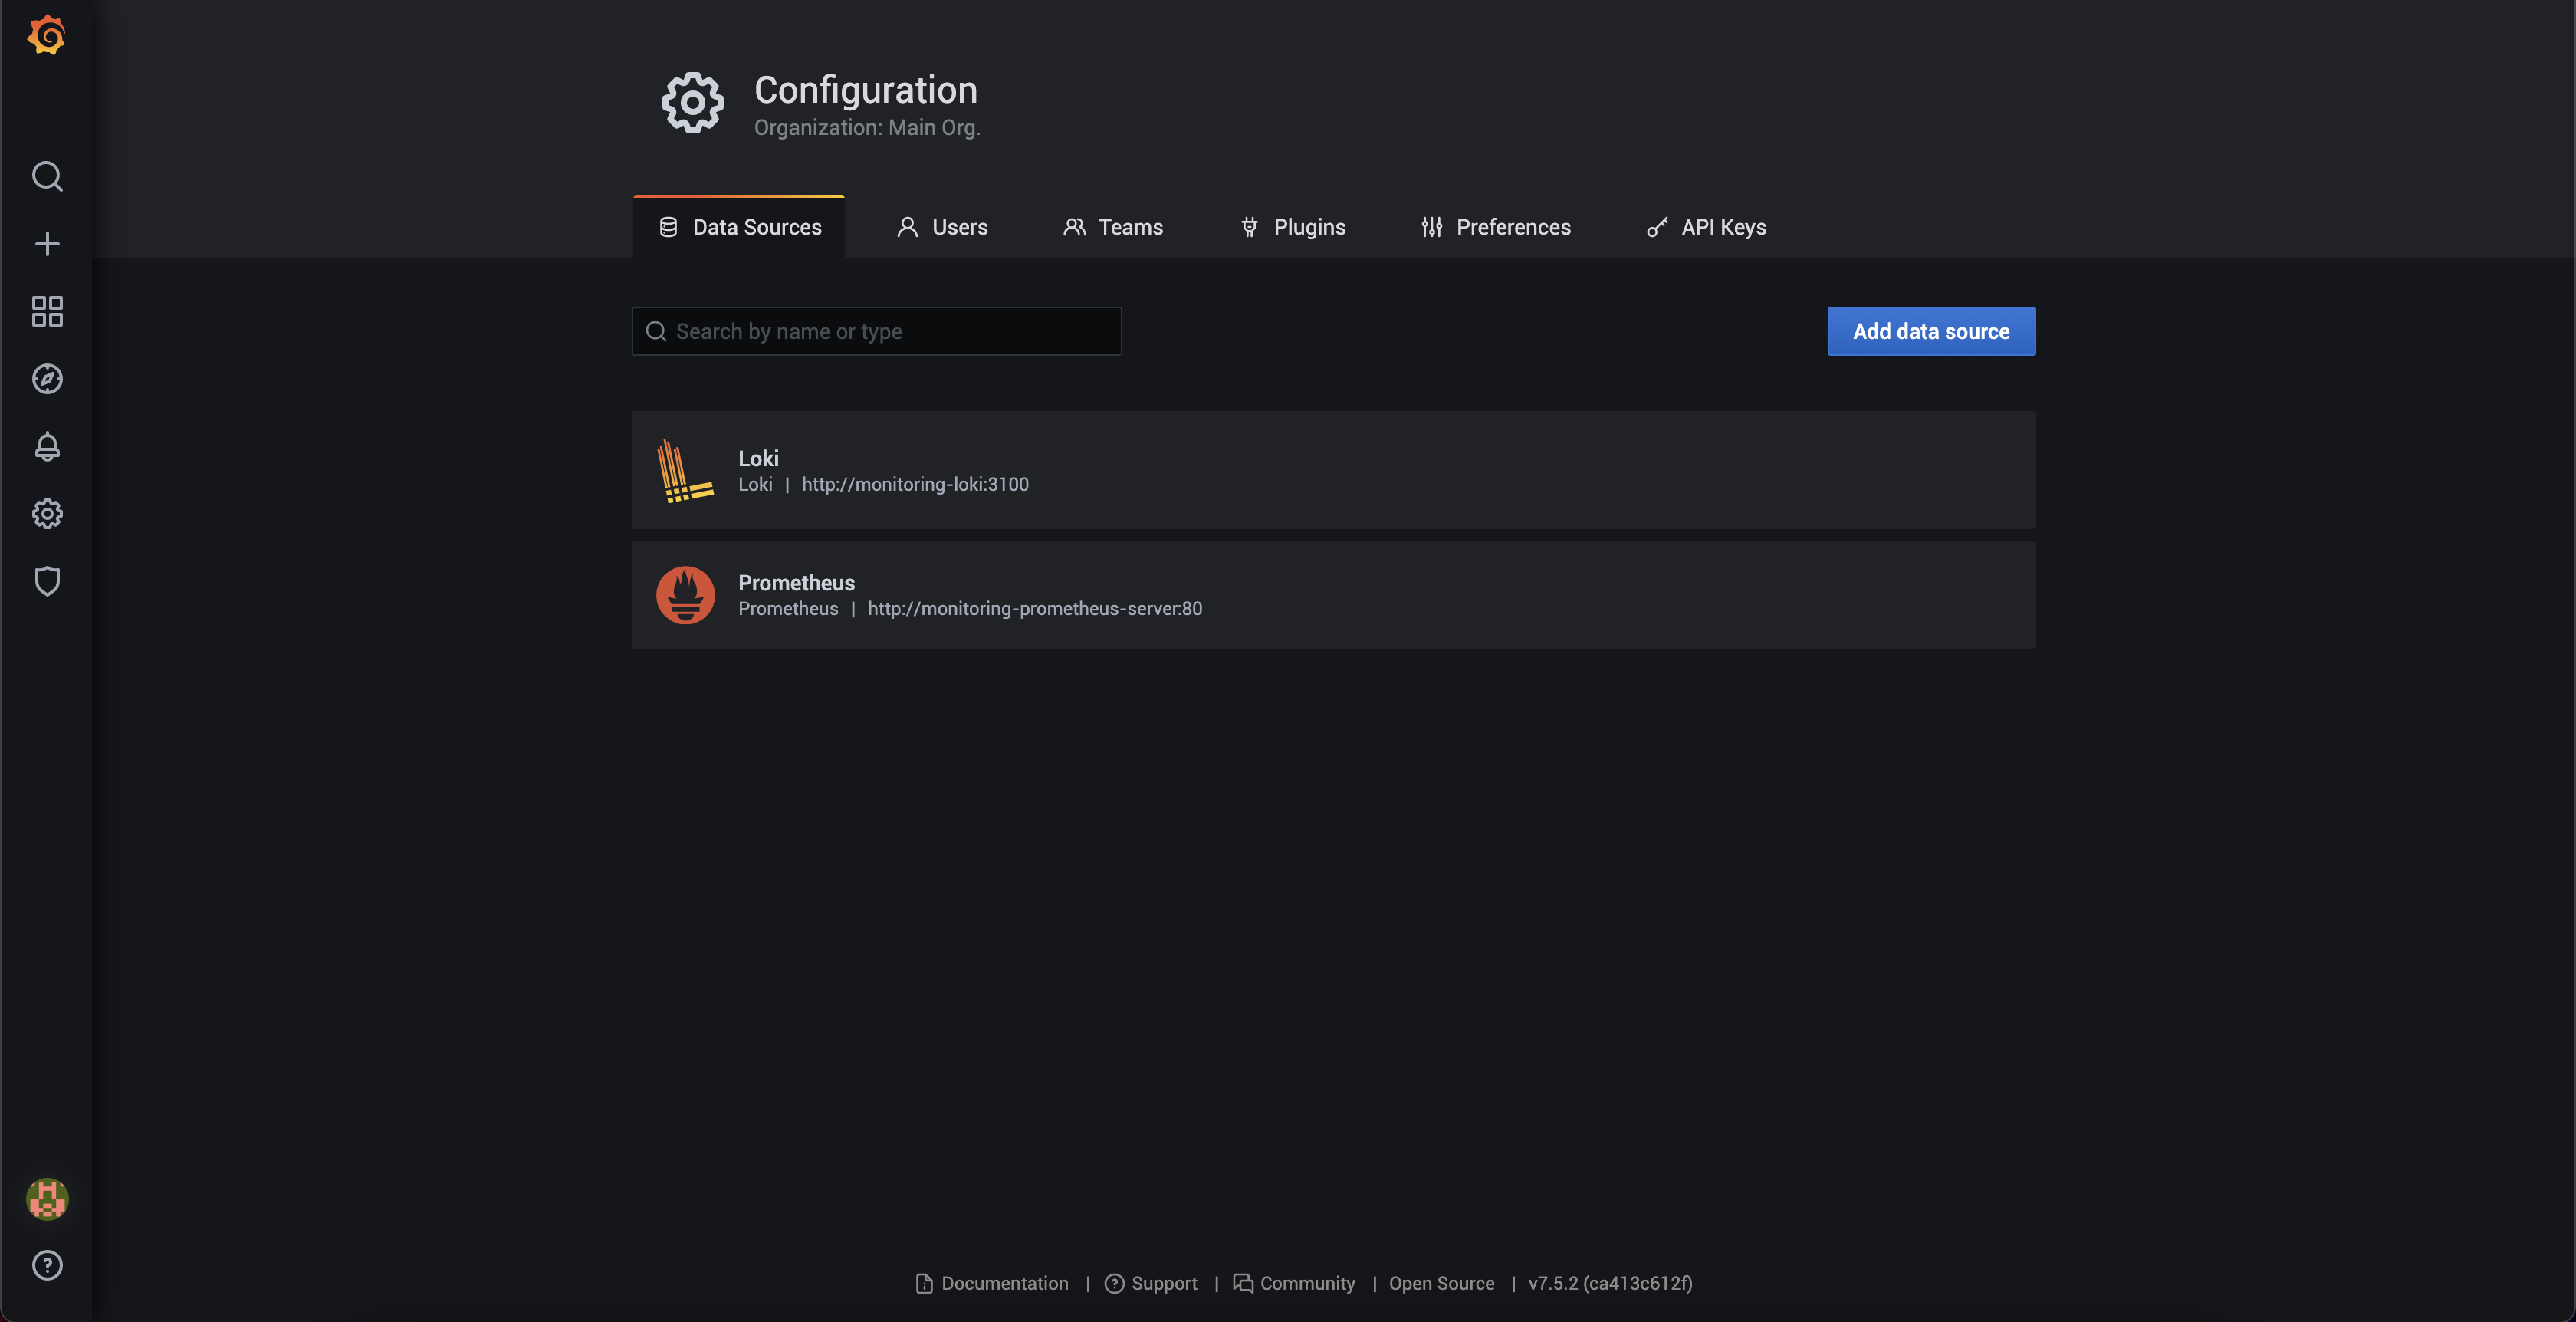 Configuration
Organization: Main Org.
Data Sources
Users
Teams
Plugins
Preferences
API Keys
Search by name or type
Add data source
Loki
Loki | http://monitoring-loki:3100
Prometheus
Prometheus | http://monitoring-prometheus-server:80
Documentation | Support | Community | Open Source | v7.5.2 (ca413c612f)